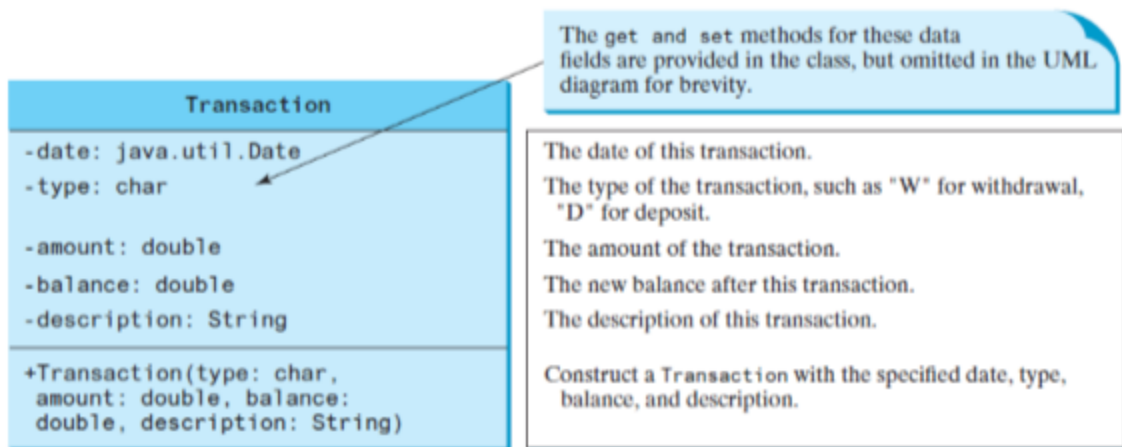 The get and set methods for these data
fields are provided in the class, but omitted in the UML
diagram for brevity.
Transaction
-date: java.util.Date
The date of this transaction.
-type: char
The type of the transaction, such as "W" for withdrawal,
"D" for deposit.
-amount: double
The amount of the transaction.
-balance: double
The new balance after this transaction.
-description: String
The description of this transaction.
+Transaction(type: char,
amount: double, balance:
double, description: String)
Construct a Transaction with the specified date, type,
balance, and description.